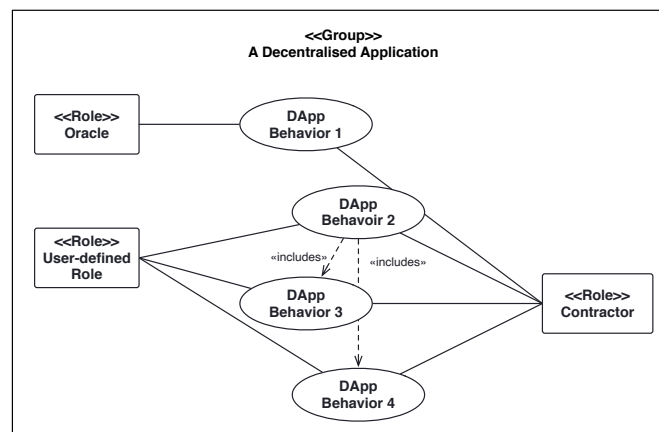 <<Group>>
A Decentralised Application
<<Role>>
Oracle
DApp
Behavior 1
DApp
Behavoir 2
<<Role>>
User-defined
Role
«includes»
«includes»
DApp
Behavior 3
<<Role>>
Contractor
DApp
Behavior 4